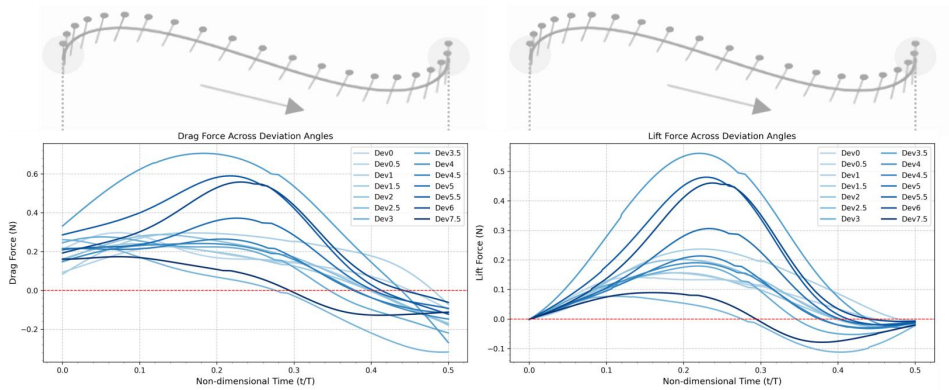 Drag Force Across Deviation Angles
Drag Force (N)
0.6
0.4
0.2
0.0
−0.2
Dev0
Dev0.5
Dev1
Dev1.5
Dev2
Dev2.5
Dev3
Dev3.5
Dev4
Dev4.5
Dev5
Dev5.5
Dev6
Dev7.5
0.0 0.1 0.2 0.3 0.4 0.5
Non-dimensional Time (t/T)
Lift Force Across Deviation Angles
Lift Force (N)
0.5
0.4
0.3
0.2
0.1
0.0
−0.1
Dev0
Dev0.5
Dev1
Dev1.5
Dev2
Dev2.5
Dev3
Dev3.5
Dev4
Dev4.5
Dev5
Dev5.5
Dev6
Dev7.5
0.0 0.1 0.2 0.3 0.4 0.5
Non-dimensional Time (t/T)